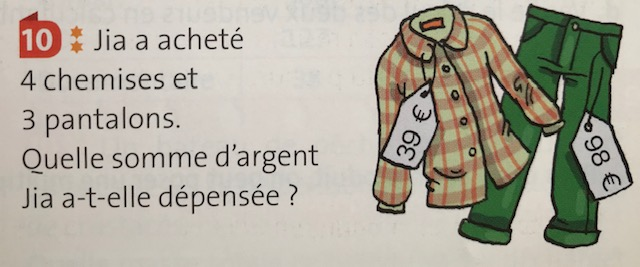 10 Jia a acheté
4 chemises et
3 pantalons.
Quelle somme d'argent
Jia a-t-elle dépensée ?
39 €
98 €